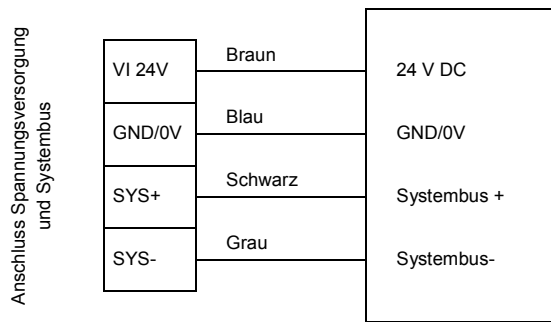 Anschluss Spannungsversorgung
und Systembus
VI 24V
Braun
24 V DC
GND/0V
Blau
GND/0V
SYS+
Schwarz
Systembus +
SYS-
Grau
Systembus-